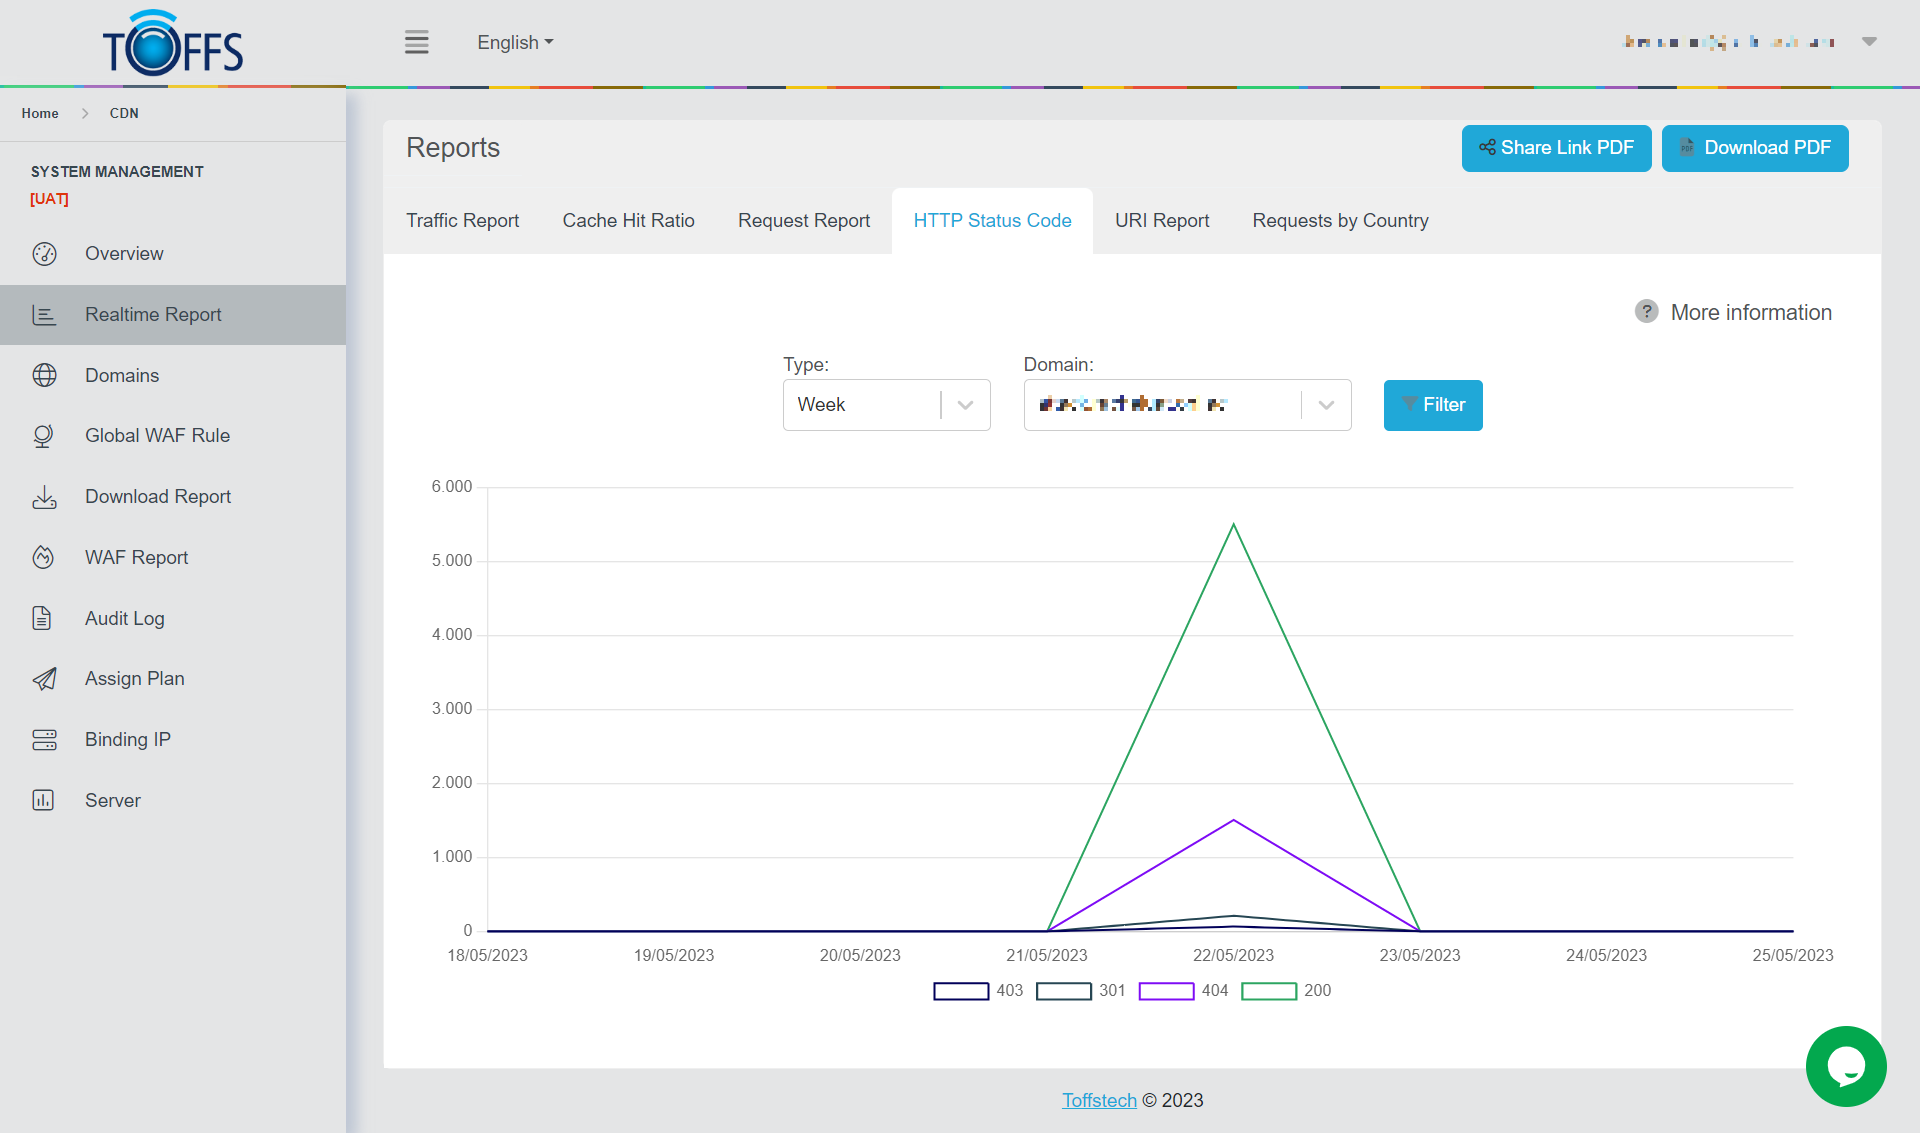 TOFFS
English
Home > CDN
SYSTEM MANAGEMENT
[UAT]
Overview
Realtime Report
Domains
Global WAF Rule
Download Report
WAF Report
Audit Log
Assign Plan
Binding IP
Server
Reports
Share Link PDF
PDF Download PDF
Traffic Report
Cache Hit Ratio
Request Report
HTTP Status Code
URI Report
Requests by Country
? More information
Type:
Week
Domain:
Filter
6.000
5.000
4.000
3.000
2.000
1.000
0
18/05/2023
19/05/2023
20/05/2023
21/05/2023
22/05/2023
23/05/2023
24/05/2023
25/05/2023
403
301
404
200
Toffstech © 2023